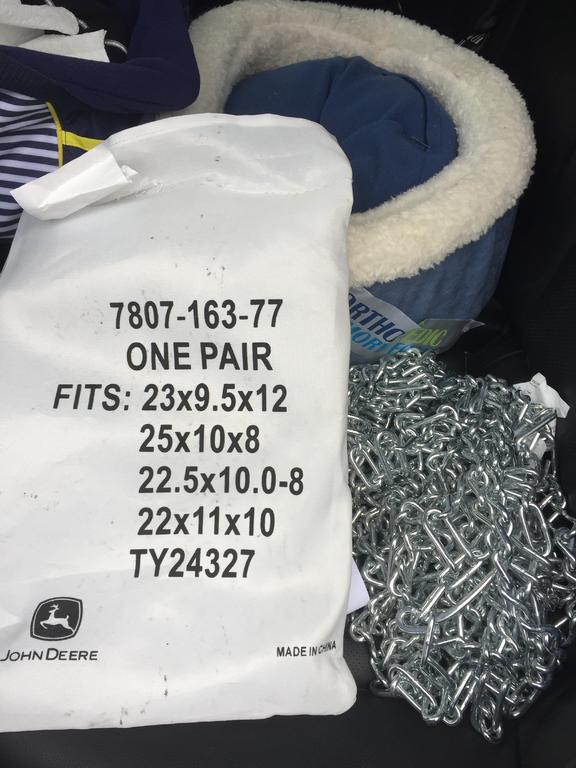 7807-163-77
ONE PAIR
FITS: 23x9.5x12
25x10x8
22.5x10.0-8
22x11x10
TY24327
JOHN DEERE
MADE IN CHINA
ORTHOPEDIC